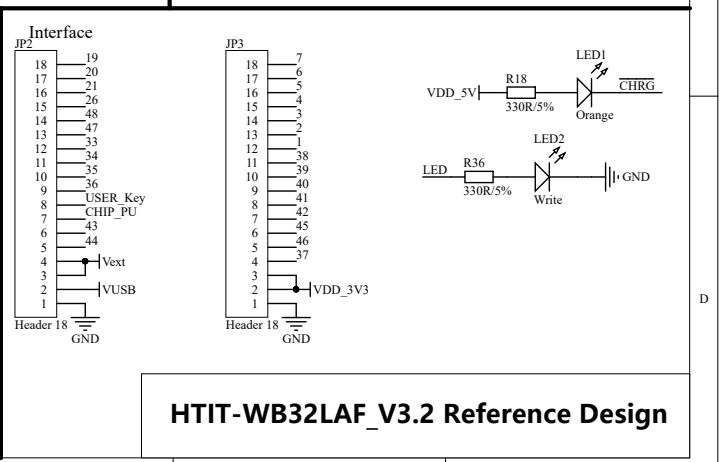 Interface
JP2
18 19
17 20
16 21
15 26
14 48
13 47
12 33
11 34
10 35
9 36
8 USER_Key
7 CHIP_PU
6 43
5 44
4 Vext
3
2 VUSB
1
Header 18
GND
JP3
18 7
17 6
16 5
15 4
14 3
13 2
12 1
11 38
10 39
9 40
8 41
7 42
6 45
5 46
4 37
3
2 VDD_3V3
1
Header 18
GND
LED1
R18
VDD_5V
330R/5%
CHRG
Orange
LED2
LED
R36
330R/5%
Write
GND
D
HTIT-WB32LAF_V3.2 Reference Design